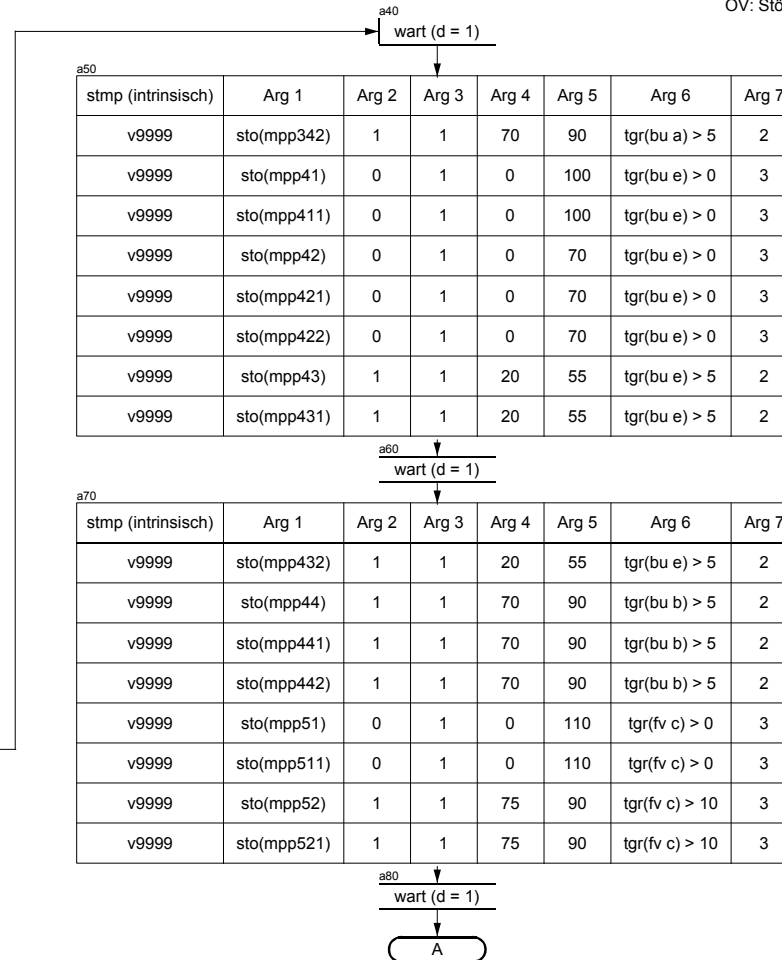 OV: Stö
a40
wart (d = 1)
a50
stmp (intrinsisch) Arg 1 Arg 2 Arg 3 Arg 4 Arg 5 Arg 6 Arg 7
v9999 sto(mpp342) 1 1 70 90 tgr(bu a) > 5 2
v9999 sto(mpp41) 0 1 0 100 tgr(bu e) > 0 3
v9999 sto(mpp411) 0 1 0 100 tgr(bu e) > 0 3
v9999 sto(mpp42) 0 1 0 70 tgr(bu e) > 0 3
v9999 sto(mpp421) 0 1 0 70 tgr(bu e) > 0 3
v9999 sto(mpp422) 0 1 0 70 tgr(bu e) > 0 3
v9999 sto(mpp43) 1 1 20 55 tgr(bu e) > 5 2
v9999 sto(mpp431) 1 1 20 55 tgr(bu e) > 5 2
a60
wart (d = 1)
a70
stmp (intrinsisch) Arg 1 Arg 2 Arg 3 Arg 4 Arg 5 Arg 6 Arg 7
v9999 sto(mpp432) 1 1 20 55 tgr(bu e) > 5 2
v9999 sto(mpp44) 1 1 70 90 tgr(bu b) > 5 2
v9999 sto(mpp441) 1 1 70 90 tgr(bu b) > 5 2
v9999 sto(mpp442) 1 1 70 90 tgr(bu b) > 5 2
v9999 sto(mpp51) 0 1 0 110 tgr(fv c) > 0 3
v9999 sto(mpp511) 0 1 0 110 tgr(fv c) > 0 3
v9999 sto(mpp52) 1 1 75 90 tgr(fv c) > 10 3
v9999 sto(mpp521) 1 1 75 90 tgr(fv c) > 10 3
a80
wart (d = 1)
A